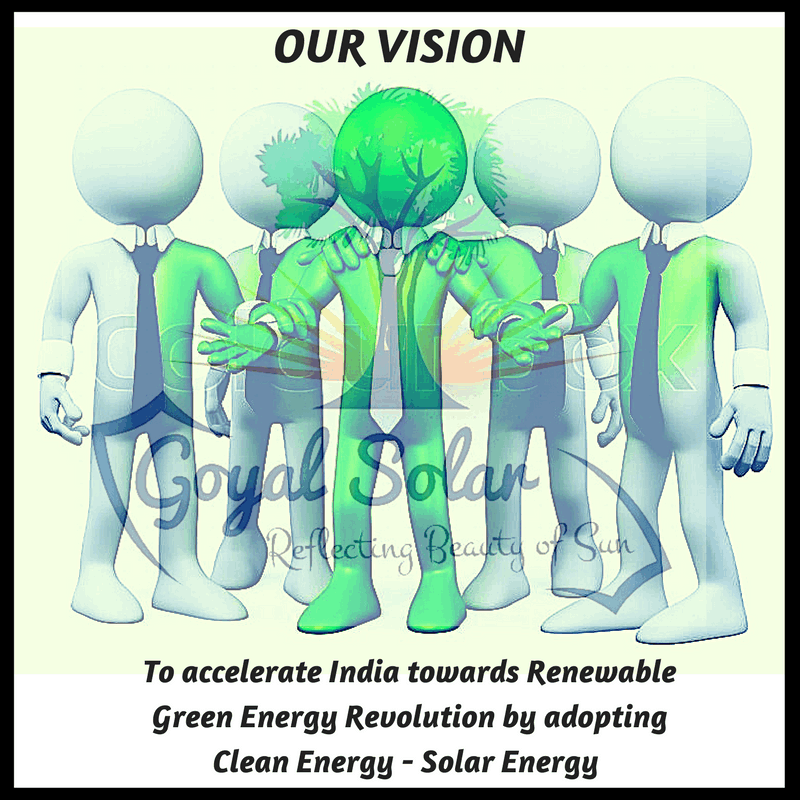 OUR VISION
COLOURBOX
Goyal Solar
Reflecting Beauty of Sun
To accelerate India towards Renewable
Green Energy Revolution by adopting
Clean Energy - Solar Energy